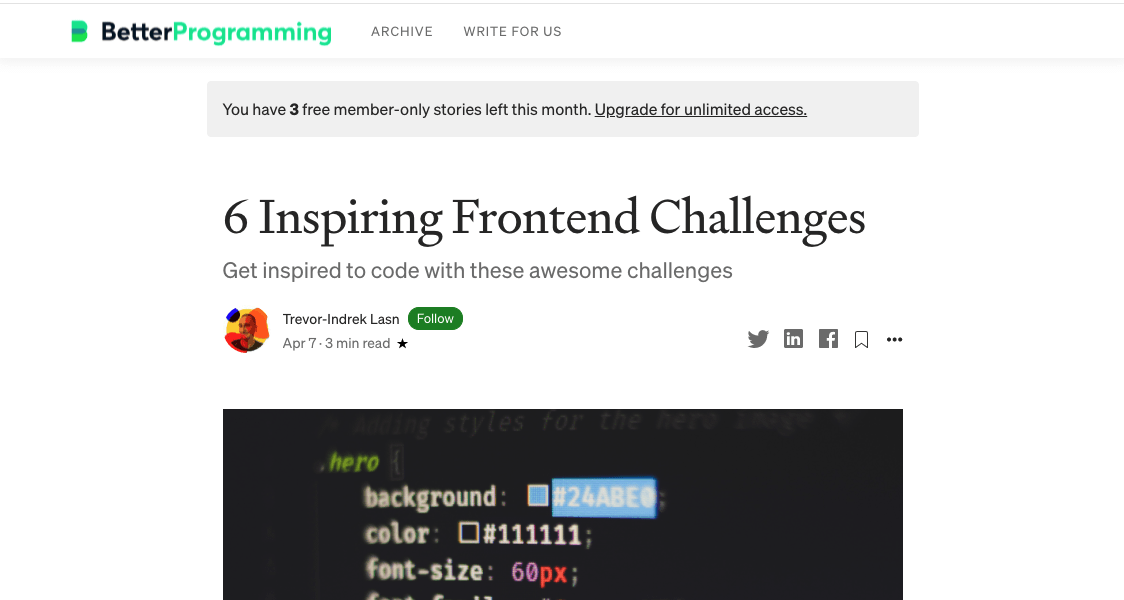 BetterProgramming
ARCHIVE
WRITE FOR US
You have 3 free member-only stories left this month. Upgrade for unlimited access.
6 Inspiring Frontend Challenges
Get inspired to code with these awesome challenges
Trevor-Indrek Lasn Follow
Apr 7 · 3 min read ★
/* Adding styles for the hero image *
.hero {
background: #24ABE0;
color: #111111;
font-size: 60px;